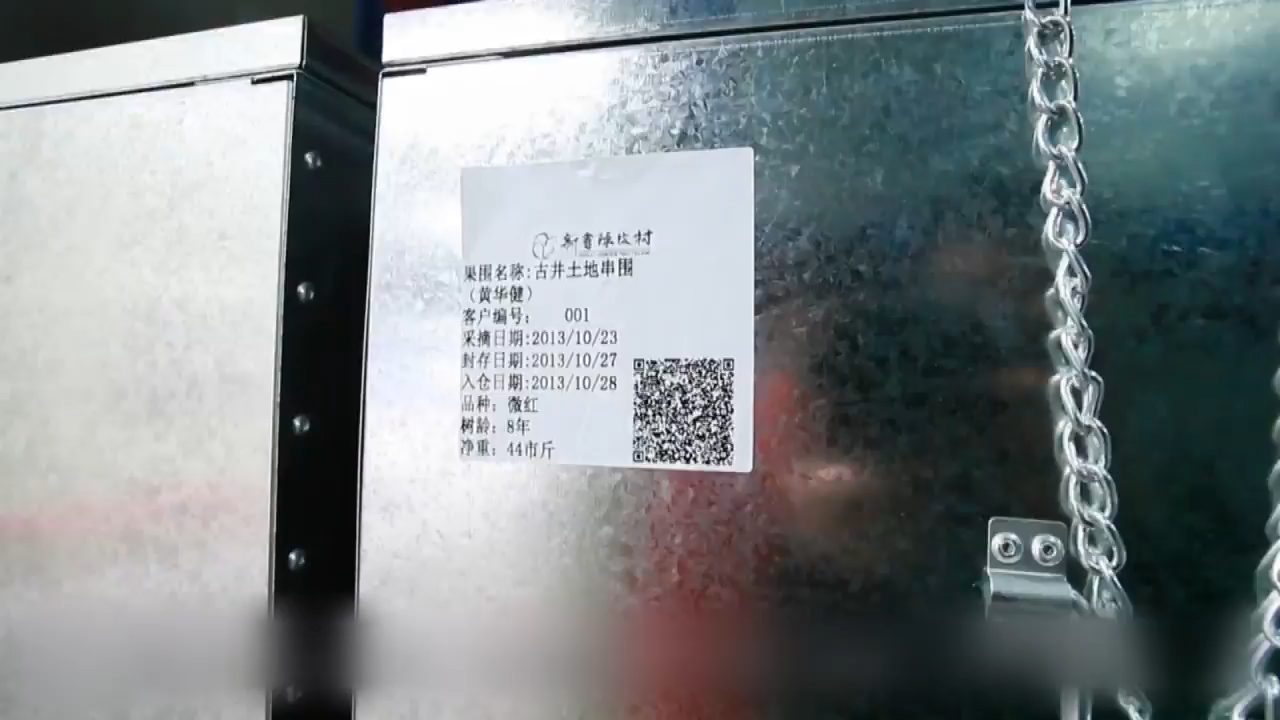 新會陳皮村
果围名称:古井土地串围
（黄华健）
客户编号： 001
采摘日期:2013/10/23
封存日期:2013/10/27
入仓日期:2013/10/28
品种：微红
树龄：8年
净重：44市斤